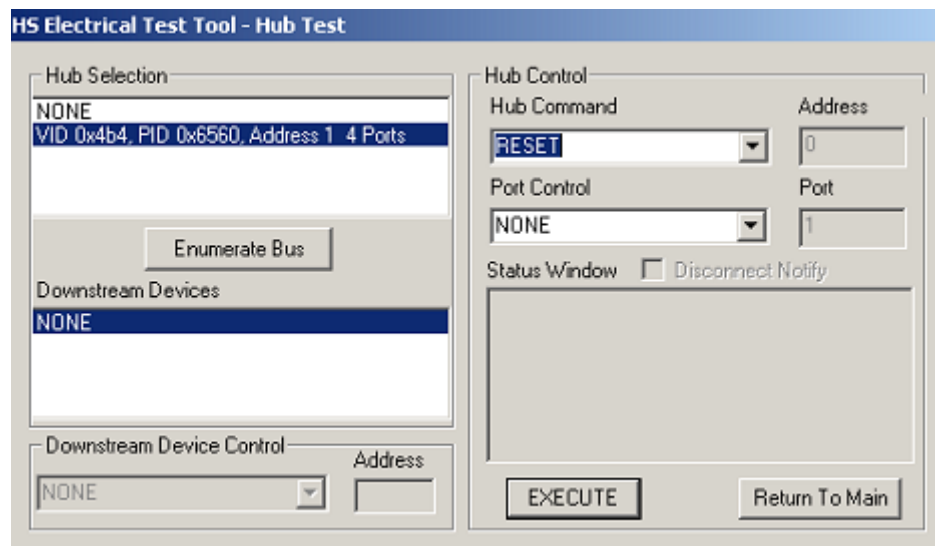 HS Electrical Test Tool - Hub Test
Hub Selection
NONE
VID 0x4b4, PID 0x6560, Address 1 4 Ports
Enumerate Bus
Downstream Devices
NONE
Downstream Device Control
Address
NONE
Hub Control
Hub Command
Address
RESET
0
Port Control
Port
NONE
1
Status Window
Disconnect Notify
EXECUTE
Return To Main